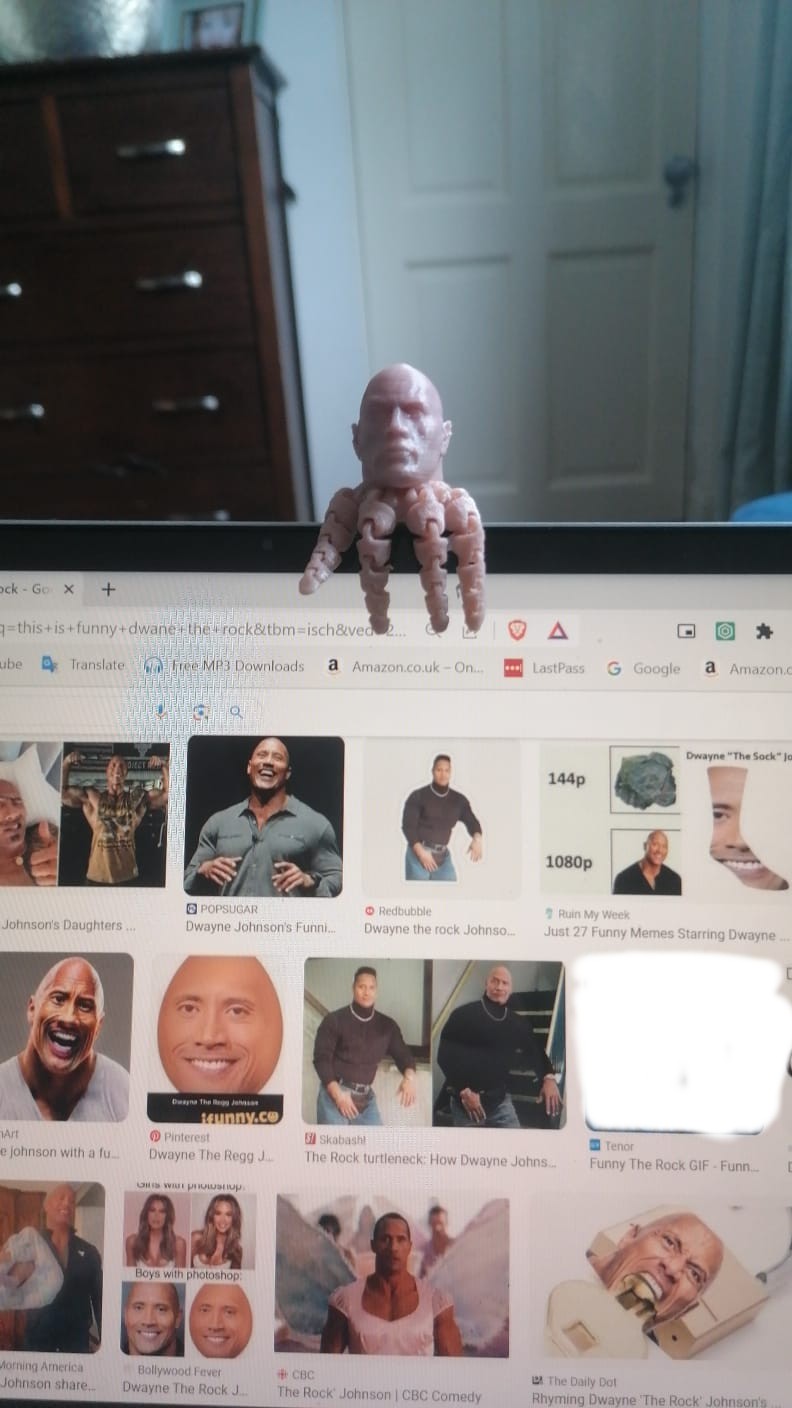 ock - Go
q=this+is+funny+dwane+the+rock&tbm=isch&ved=2...
ube Translate Free MP3 Downloads a Amazon.co.uk – On... LastPass G Google a Amazon.c
144p
1080p
Dwayne "The Sock" Jo
POPSUGAR
Dwayne Johnson's Funni...
Redbubble
Dwayne the rock Johnso...
Ruin My Week
Just 27 Funny Memes Starring Dwayne ...
Johnson's Daughters ...
Dwayne The Regg Johnson
ifunny.co
nArt
e johnson with a fu...
Pinterest
Dwayne The Regg J...
Skabash!
The Rock turtleneck: How Dwayne Johns...
Tenor
Funny The Rock GIF - Funn...
Girls with photoshop:
Boys with photoshop:
Morning America
Johnson share...
Bollywood Fever
Dwayne The Rock J...
CBC
The Rock' Johnson | CBC Comedy
The Daily Dot
Rhyming Dwayne 'The Rock' Johnson's ...